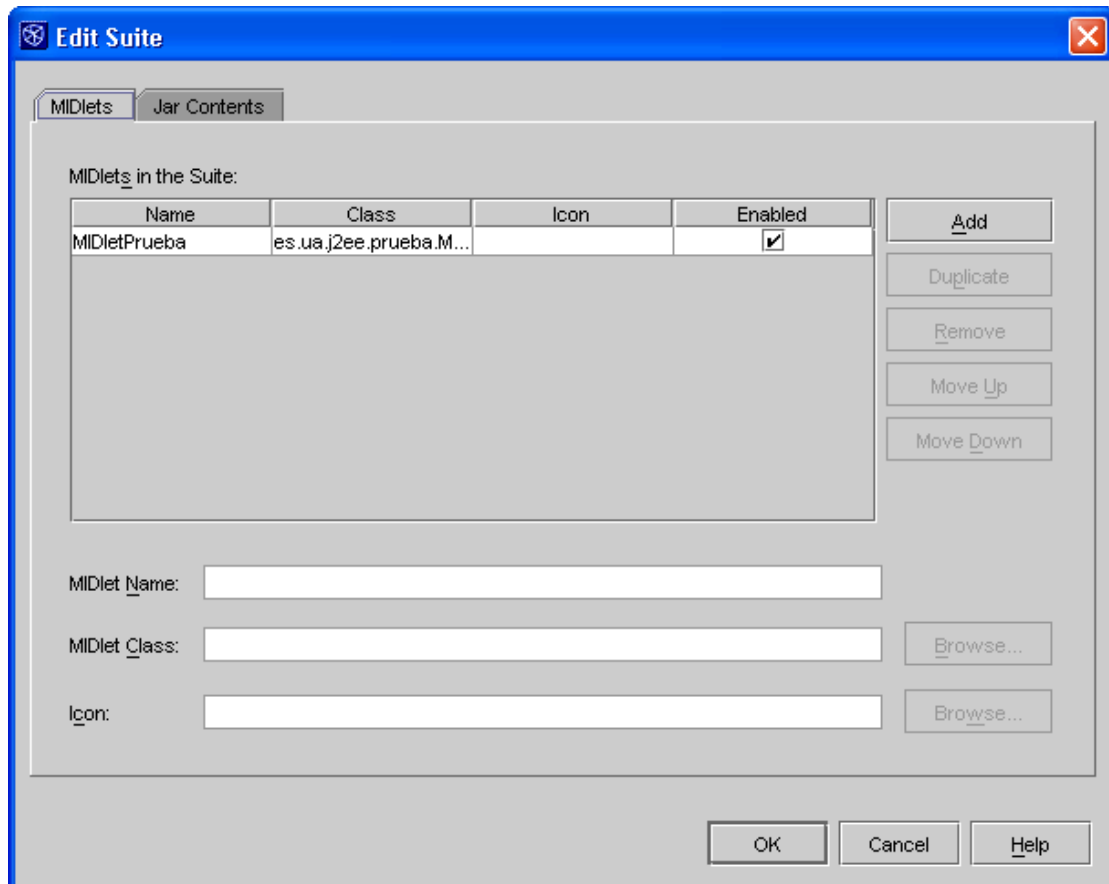 Edit Suite
MIDlets Jar Contents
MIDlets in the Suite:
Name Class Icon Enabled
MIDletPrueba es.ua.j2ee.prueba.M...
Add
Duplicate
Remove
Move Up
Move Down
MIDlet Name:
MIDlet Class: Browse...
Icon: Browse...
OK Cancel Help